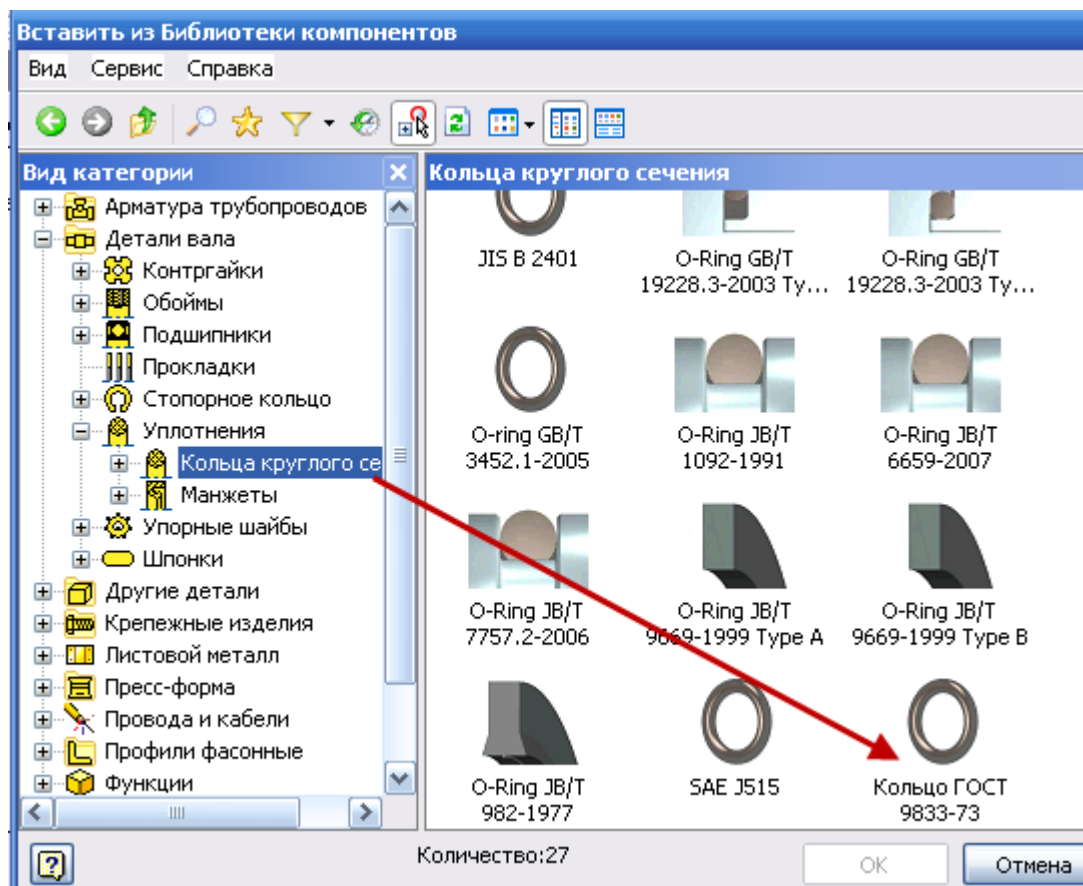 Вставить из Библиотеки компонентов
Вид Сервис Справка
Вид категории
Арматура трубопроводов
Детали вала
Контргайки
Обоймы
Подшипники
Прокладки
Стопорное кольцо
Уплотнения
Кольца круглого се
Манжеты
Упорные шайбы
Шпонки
Другие детали
Крепежные изделия
Листовой металл
Пресс-форма
Провода и кабели
Профили фасонные
Функции
Кольца круглого сечения
JIS B 2401
O-Ring GB/T
19228.3-2003 Ty...
O-Ring GB/T
19228.3-2003 Ty...
O-ring GB/T
3452.1-2005
O-Ring JB/T
1092-1991
O-Ring JB/T
6659-2007
O-Ring JB/T
7757.2-2006
O-Ring JB/T
9669-1999 Type A
O-Ring JB/T
9669-1999 Type B
O-Ring JB/T
982-1977
SAE J515
Кольцо ГОСТ
9833-73
Количество:27
OK
Отмена